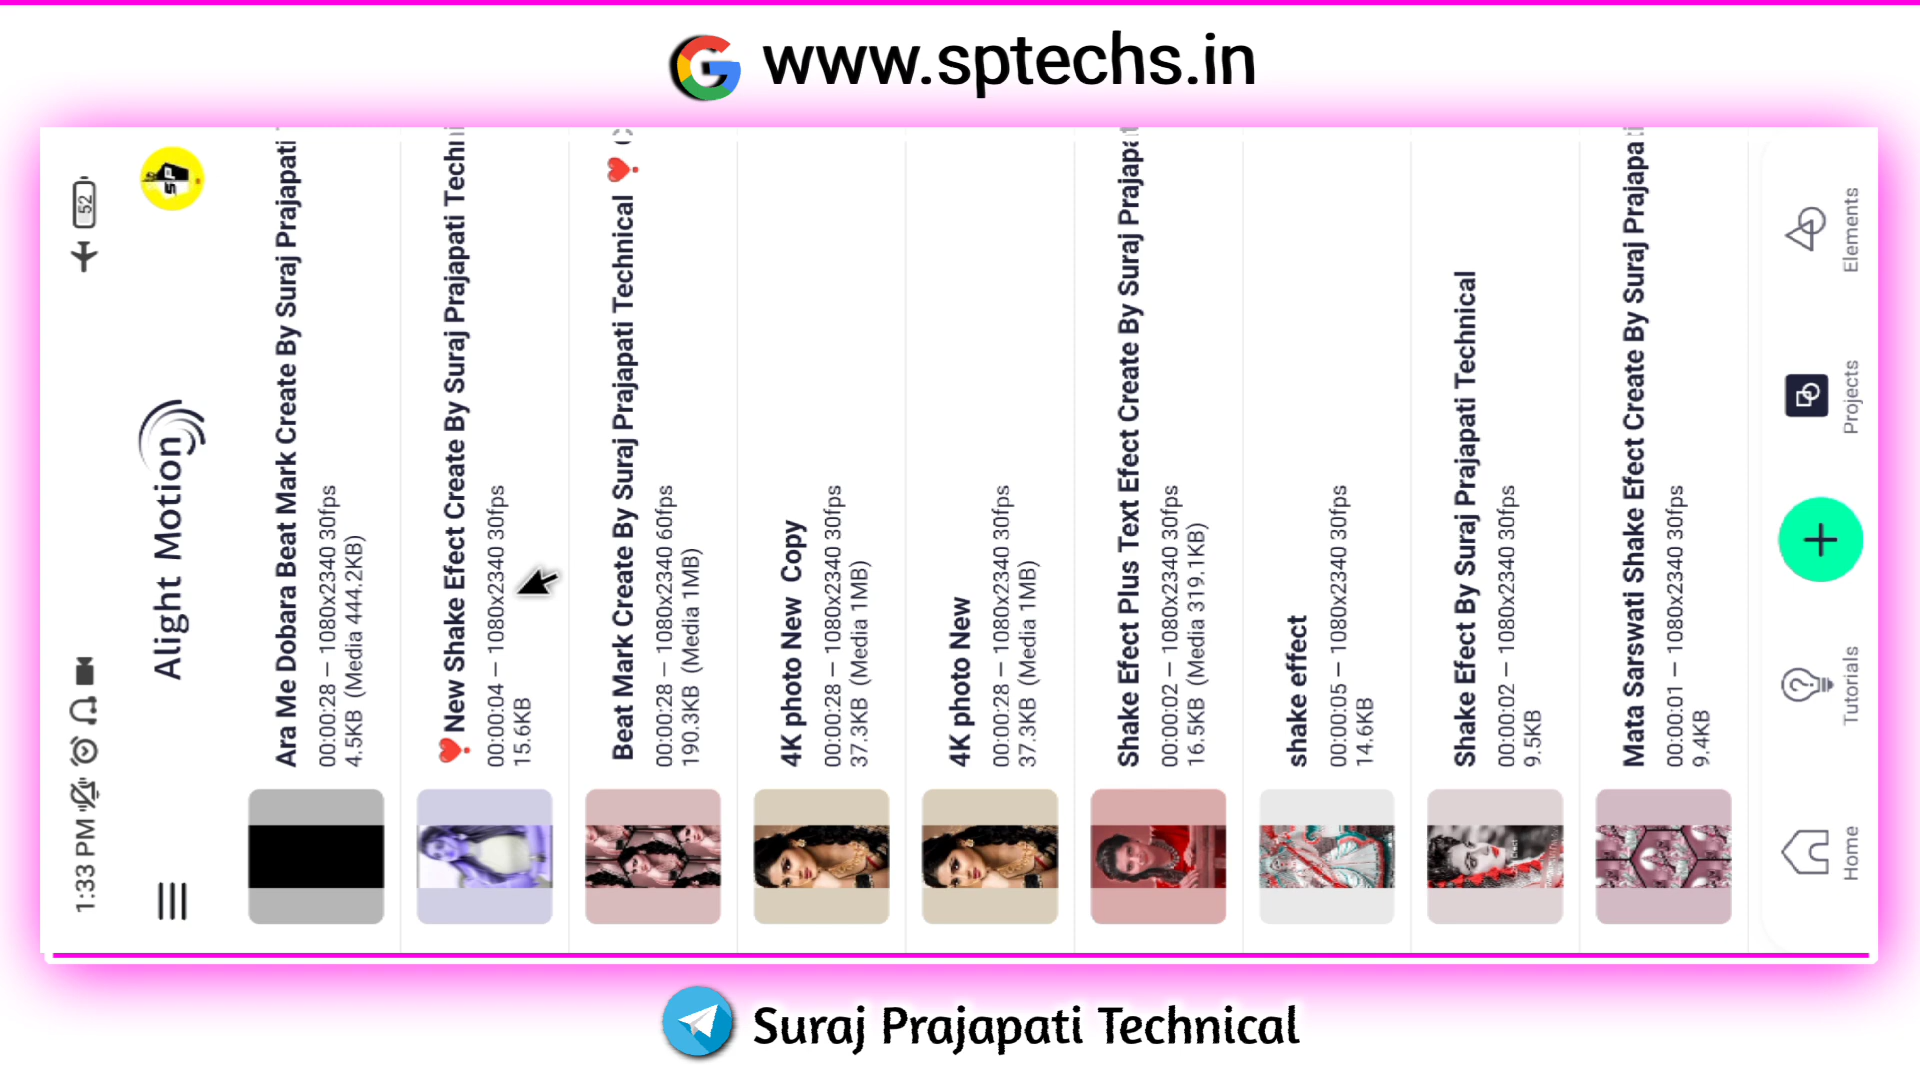 www.sptechs.in
1:33 PM
52
Alight Motion
SP
Ara Me Dobara Beat Mark Create By Suraj Prajapati
00:00:28 — 1080x2340 30fps
4.5KB (Media 444.2KB)
New Shake Efect Create By Suraj Prajapati Techni
00:00:04 — 1080x2340 30fps
15.6KB
Beat Mark Create By Suraj Prajapati Technical
00:00:28 — 1080x2340 60fps
190.3KB (Media 1MB)
4K photo New Copy
00:00:28 — 1080x2340 30fps
37.3KB (Media 1MB)
4K photo New
00:00:28 — 1080x2340 30fps
37.3KB (Media 1MB)
Shake Efect Plus Text Efect Create By Suraj Prajapat
00:00:02 — 1080x2340 30fps
16.5KB (Media 319.1KB)
shake effect
00:00:05 — 1080x2340 30fps
14.6KB
Shake Efect By Suraj Prajapati Technical
00:00:02 — 1080x2340 30fps
9.5KB
Mata Sarswati Shake Efect Create By Suraj Prajapati
00:00:01 — 1080x2340 30fps
9.4KB
Home
Tutorials
Projects
Elements
Suraj Prajapati Technical